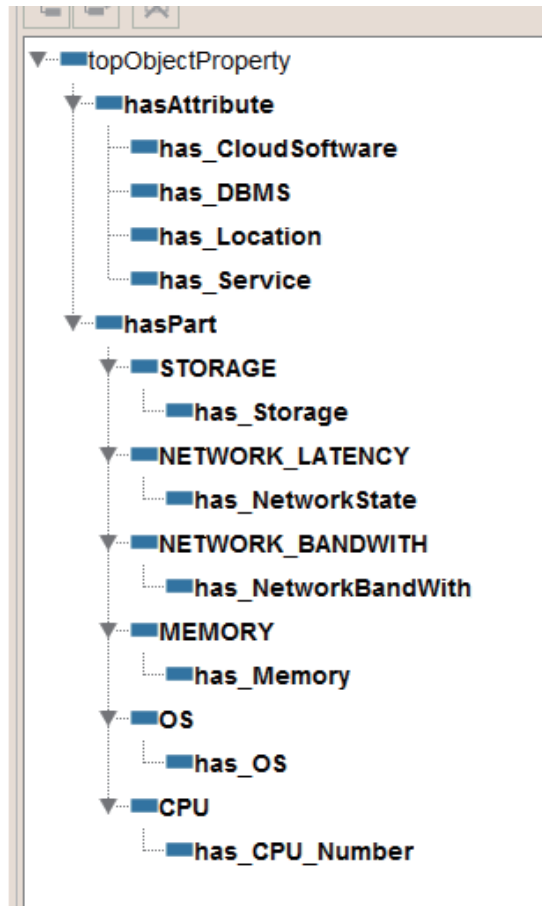 topObjectProperty
hasAttribute
has_CloudSoftware
has_DBMS
has_Location
has_Service
hasPart
STORAGE
has_Storage
NETWORK_LATENCY
has_NetworkState
NETWORK_BANDWITH
has_NetworkBandWith
MEMORY
has_Memory
OS
has_OS
CPU
has_CPU_Number